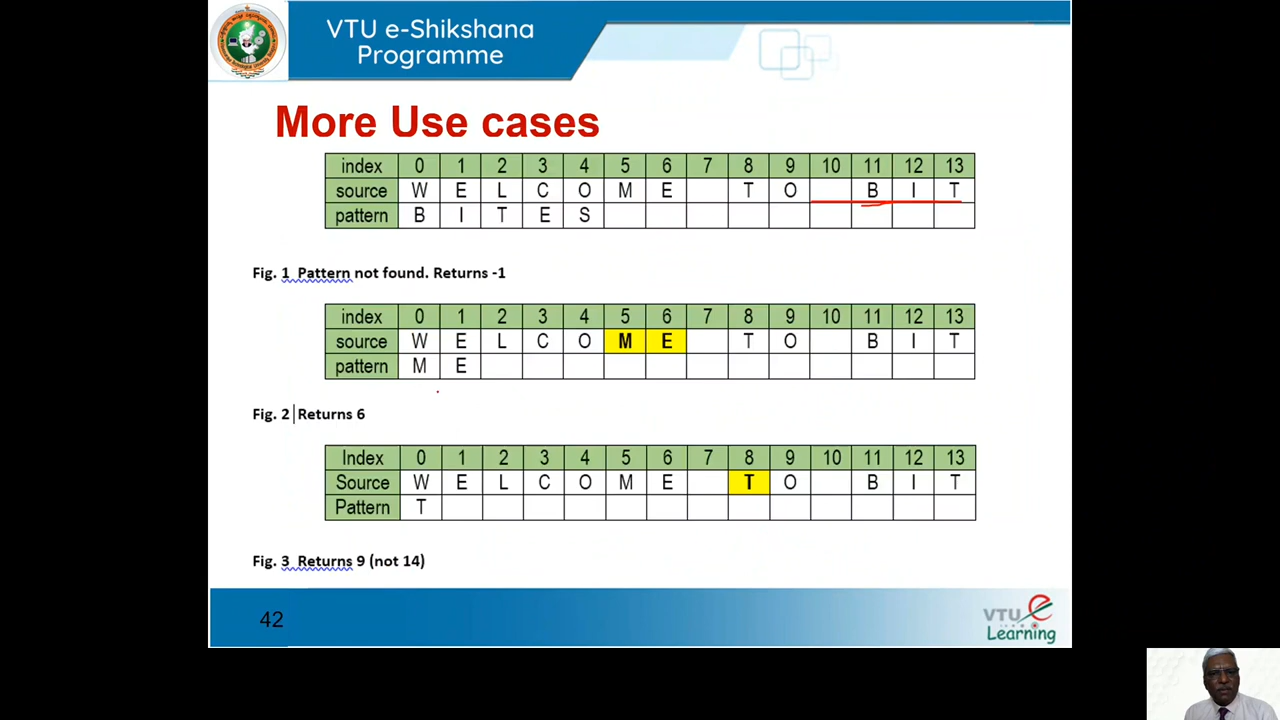 VTU e-Shikshana
Programme
More Use cases
index 0 1 2 3 4 5 6 7 8 9 10 11 12 13
source W E L C O M E T O B I T
pattern B I T E S
Fig. 1 Pattern not found. Returns -1
index 0 1 2 3 4 5 6 7 8 9 10 11 12 13
source W E L C O M E T O B I T
pattern M E
Fig. 2 Returns 6
Index 0 1 2 3 4 5 6 7 8 9 10 11 12 13
Source W E L C O M E T O B I T
Pattern T
Fig. 3 Returns 9 (not 14)
42
VTU e
Learning